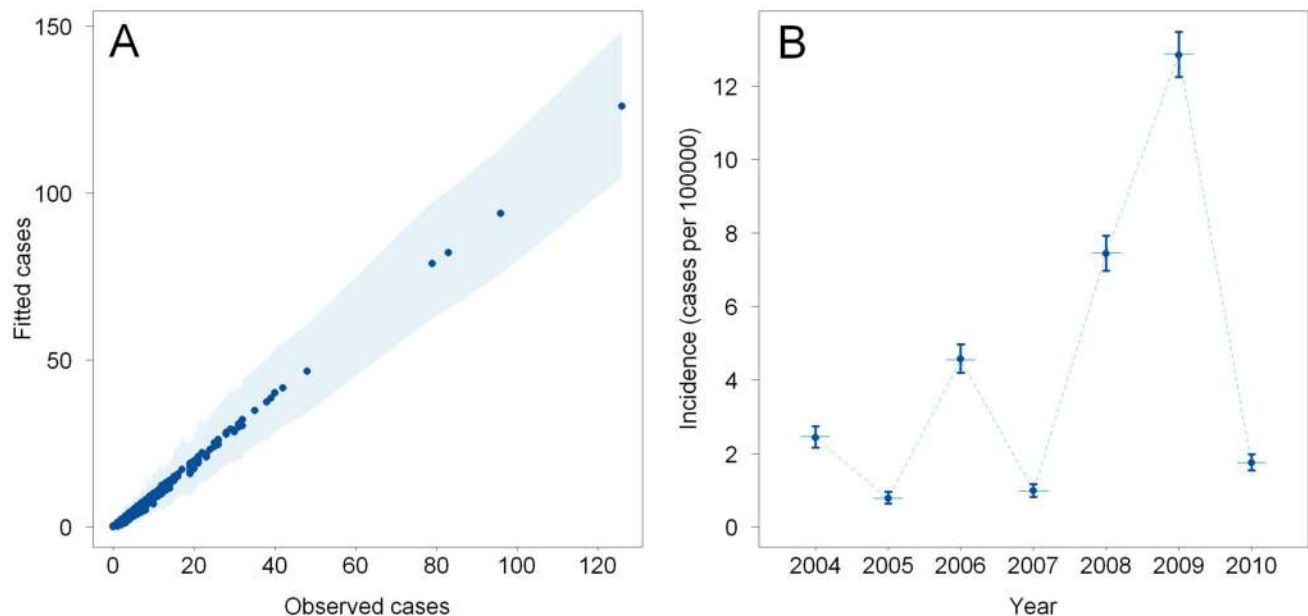 A
150
100
50
0
Fitted cases
0 20 40 60 80 100 120
Observed cases
B
12
10
8
6
4
2
0
Incidence (cases per 100000)
2004 2005 2006 2007 2008 2009 2010
Year